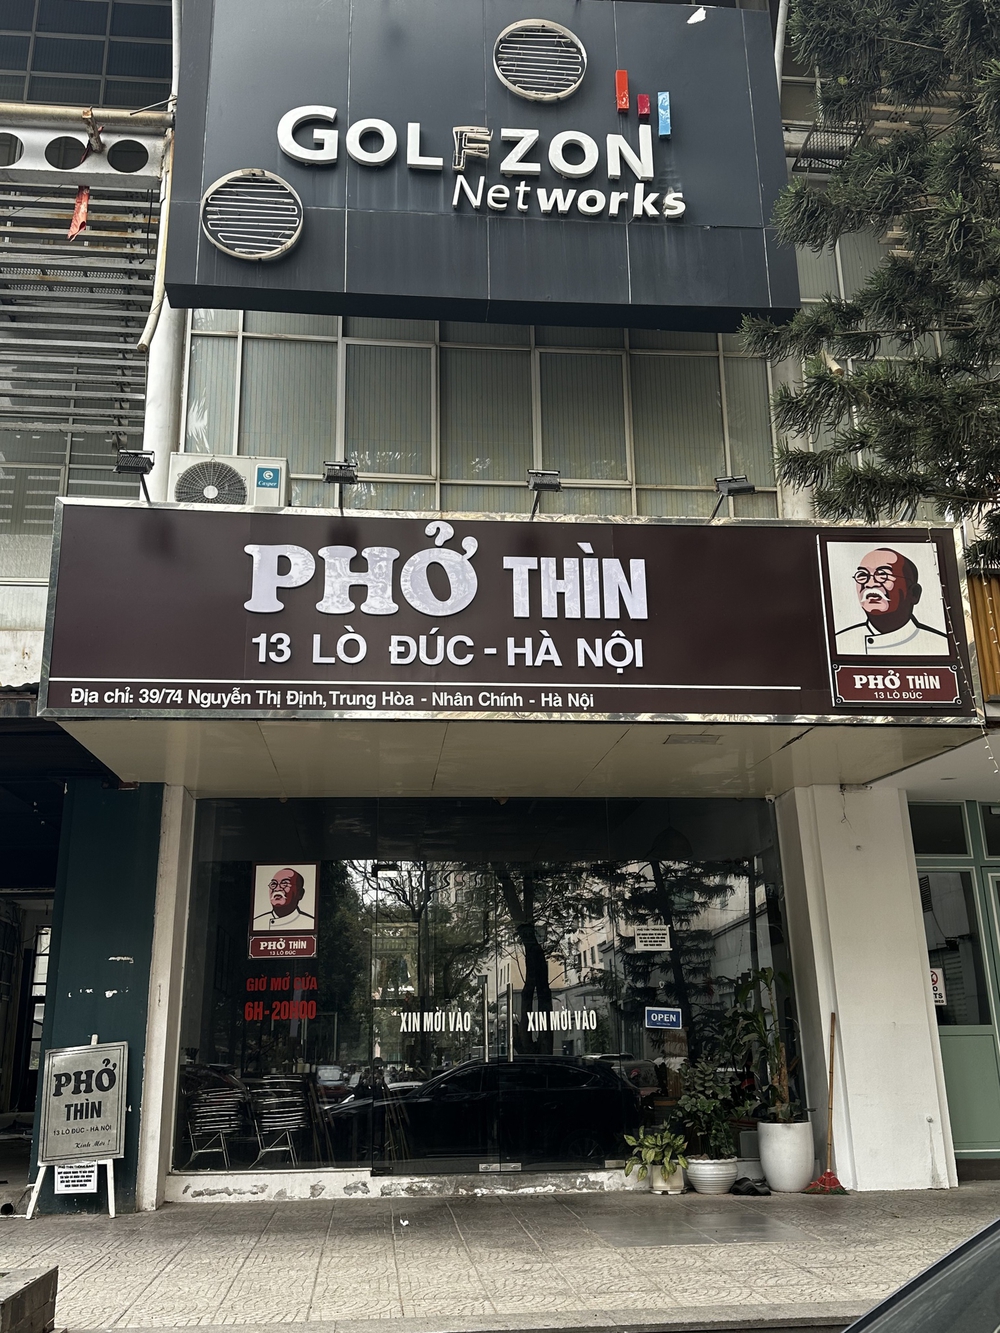 GOLFZON
Networks
Casper
PHỞ THÌN
13 LÒ ĐÚC - HÀ NỘI
Địa chỉ: 39/74 Nguyễn Thị Định, Trung Hòa - Nhân Chính - Hà Nội
PHỞ THÌN
13 LÒ ĐÚC
PHỞ THÌN
13 LÒ ĐÚC
GIỜ MỞ CỬA
6H - 20H00
XIN MỜI VÀO
XIN MỜI VÀO
OPEN
PHỞ
THÌN
13 LÒ ĐÚC - HÀ NỘI
Kính Mời !